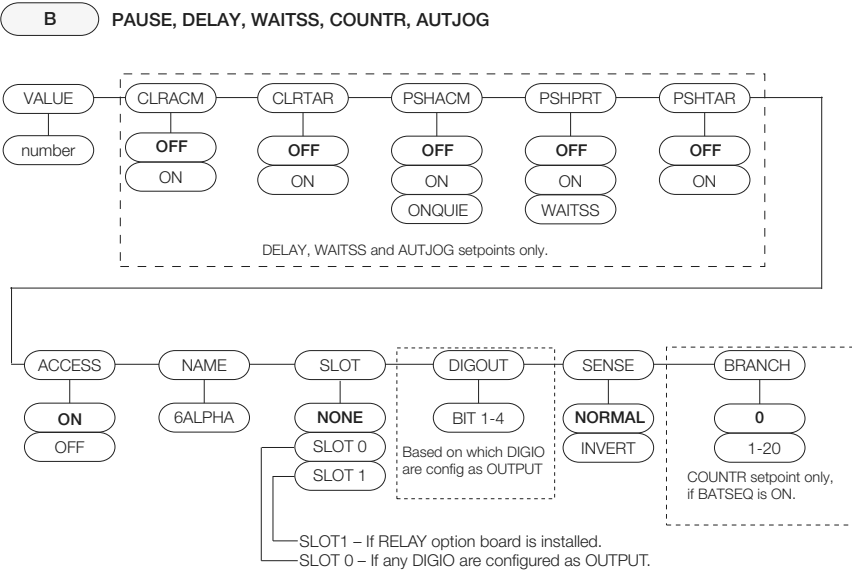 B PAUSE, DELAY, WAITSS, COUNTR, AUTJOG
VALUE CLRACM CLRTAR PSHACM PSHPRT PSHTAR
number OFF OFF OFF OFF OFF
ON ON ON ON ON
ONQUIE WAITSS
DELAY, WAITSS and AUTJOG setpoints only.
ACCESS NAME SLOT DIGOUT SENSE BRANCH
ON 6ALPHA NONE BIT 1-4 NORMAL 0
OFF SLOT 0 INVERT 1-20
Based on which DIGIO
are config as OUTPUT
SLOT 1
COUNTR setpoint only,
if BATSEQ is ON.
SLOT1 – If RELAY option board is installed.
SLOT 0 – If any DIGIO are configured as OUTPUT.